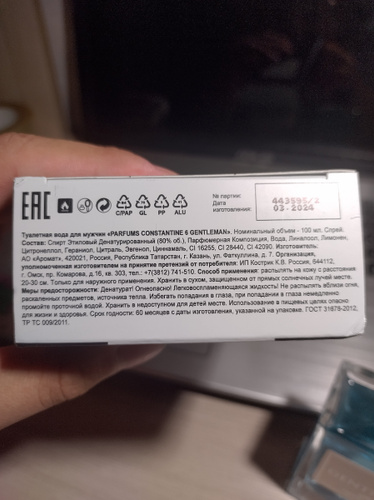 EAC
C/PAP GL PP ALU
№ партии:
Дата
изготовления:
443595/2
03-2024
Туалетная вода для мужчин «PARFUMS CONSTANTINE 6 GENTLEMAN». Номинальный объем - 100 мл. Спрей.
Состав: Спирт Этиловый Денатурированный (80% об.), Парфюмерная Композиция, Вода, Линалоол, Лимонен,
Цитронеллол, Гераниол, Цитраль, Эвгенол, Циннамаль, CI 16255, CI 28440, CI 42090. Изготовитель:
АО «Аромат», 420021, Россия, Республика Татарстан, г. Казань, ул. Фаткуллина, д. 7. Организация,
уполномоченная изготовителем на принятие претензий от потребителя: ИП Кострик К.В. Россия, 644112,
г. Омск, пр. Комарова, д.16, кв. 303, тел.: +7(3812) 741-510. Способ применения: распылять на кожу с расстояния
20-30 см. Только для наружного применения. Хранить в сухом, защищенном от прямых солнечных лучей месте.
Меры предосторожности: Денатурат! Огнеопасно! Легковоспламеняющаяся жидкость! Не распылять вблизи огня,
раскаленных предметов, источника тепла. Избегать попадания в глаза, при попадании в глаза немедленно
промойте проточной водой. Хранить в недоступном для детей месте. Использование в пищевых целях опасно
для жизни и здоровья. Срок годности: 60 месяцев с даты изготовления, указанной на упаковке. ГОСТ 31678-2012,
ТР ТС 009/2011.